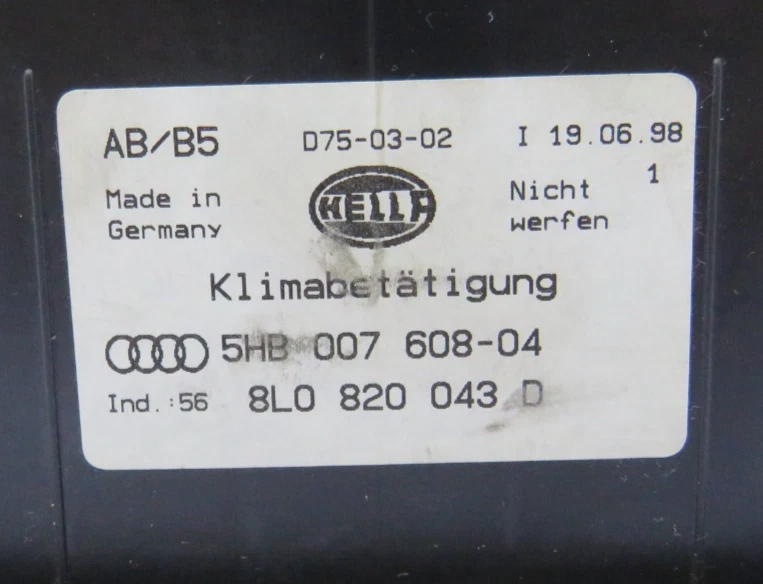 AB/B5 D75-03-02 I 19.06.98
Made in Germany
HELLA
Nicht werfen
1
Klimabetätigung
5HB 007 608-04
Ind.:56 8L0 820 043 D